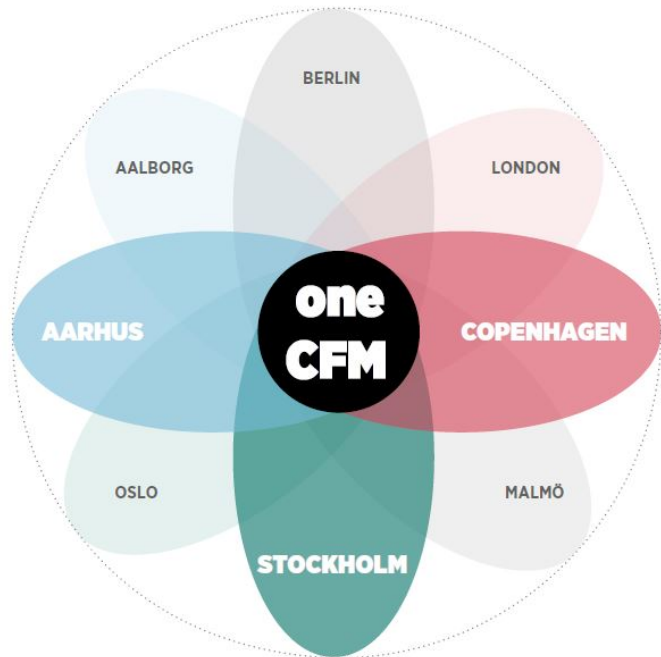 BERLIN
AALBORG
LONDON
one
CFM
AARHUS
COPENHAGEN
OSLO
MALMÖ
STOCKHOLM